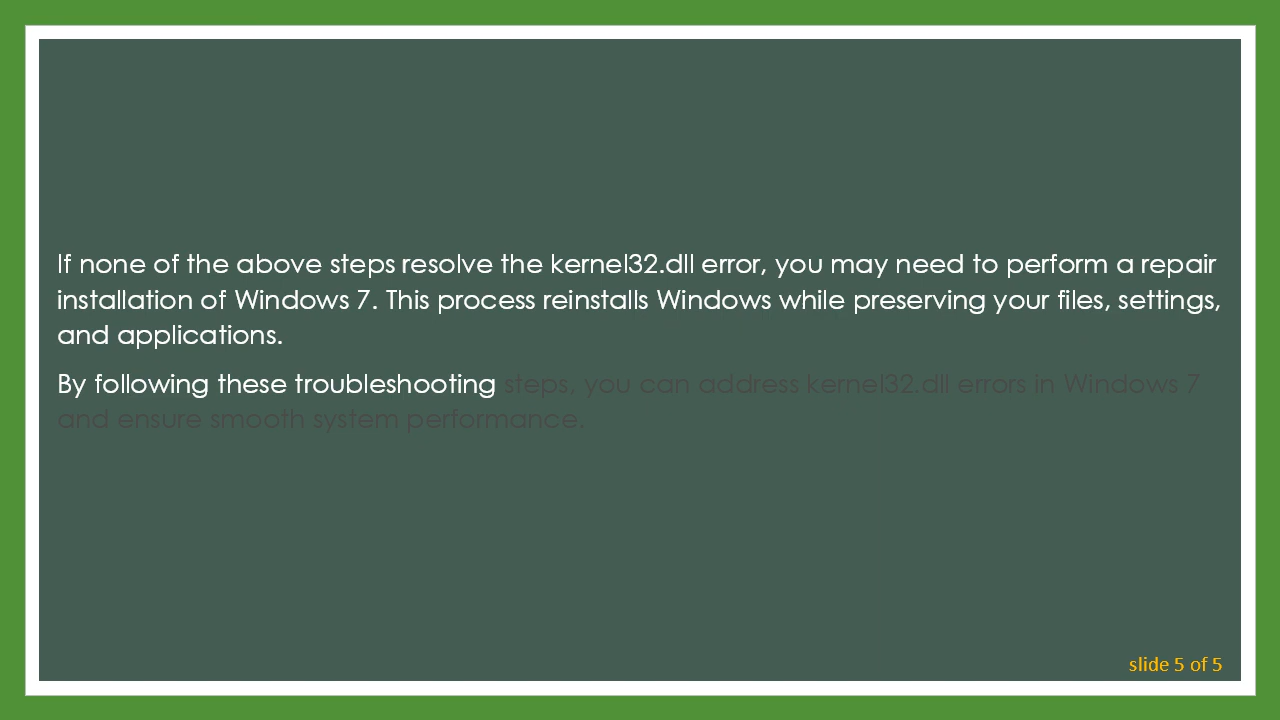 If none of the above steps resolve the kernel32.dll error, you may need to perform a repair
installation of Windows 7. This process reinstalls Windows while preserving your files, settings,
and applications.
By following these troubleshooting steps, you can address kernel32.dll errors in Windows 7
and ensure smooth system performance.
slide 5 of 5